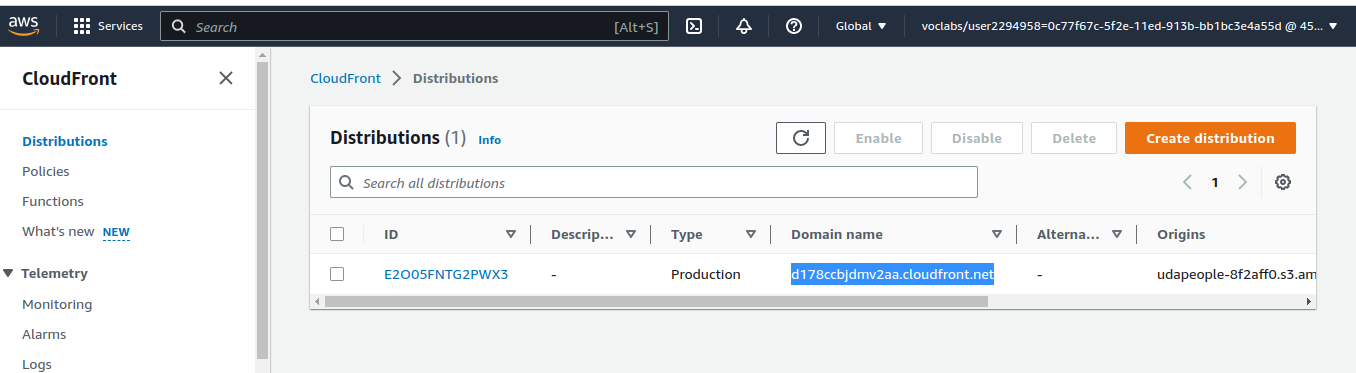 aws Services Search [Alt+S] Global voclabs/user2294958=0c77f67c-5f2e-11ed-913b-bb1bc3e4a55d @ 45...
CloudFront
Distributions
Policies
Functions
What's new NEW
Telemetry
Monitoring
Alarms
Logs
CloudFront Distributions
Distributions (1) Info Enable Disable Delete Create distribution
Search all distributions 1
ID Descrip... Type Domain name Alterna... Origins
E2O05FNTG2PWX3 - Production d178ccbjdmv2aa.cloudfront.net - udapeople-8f2aff0.s3.am